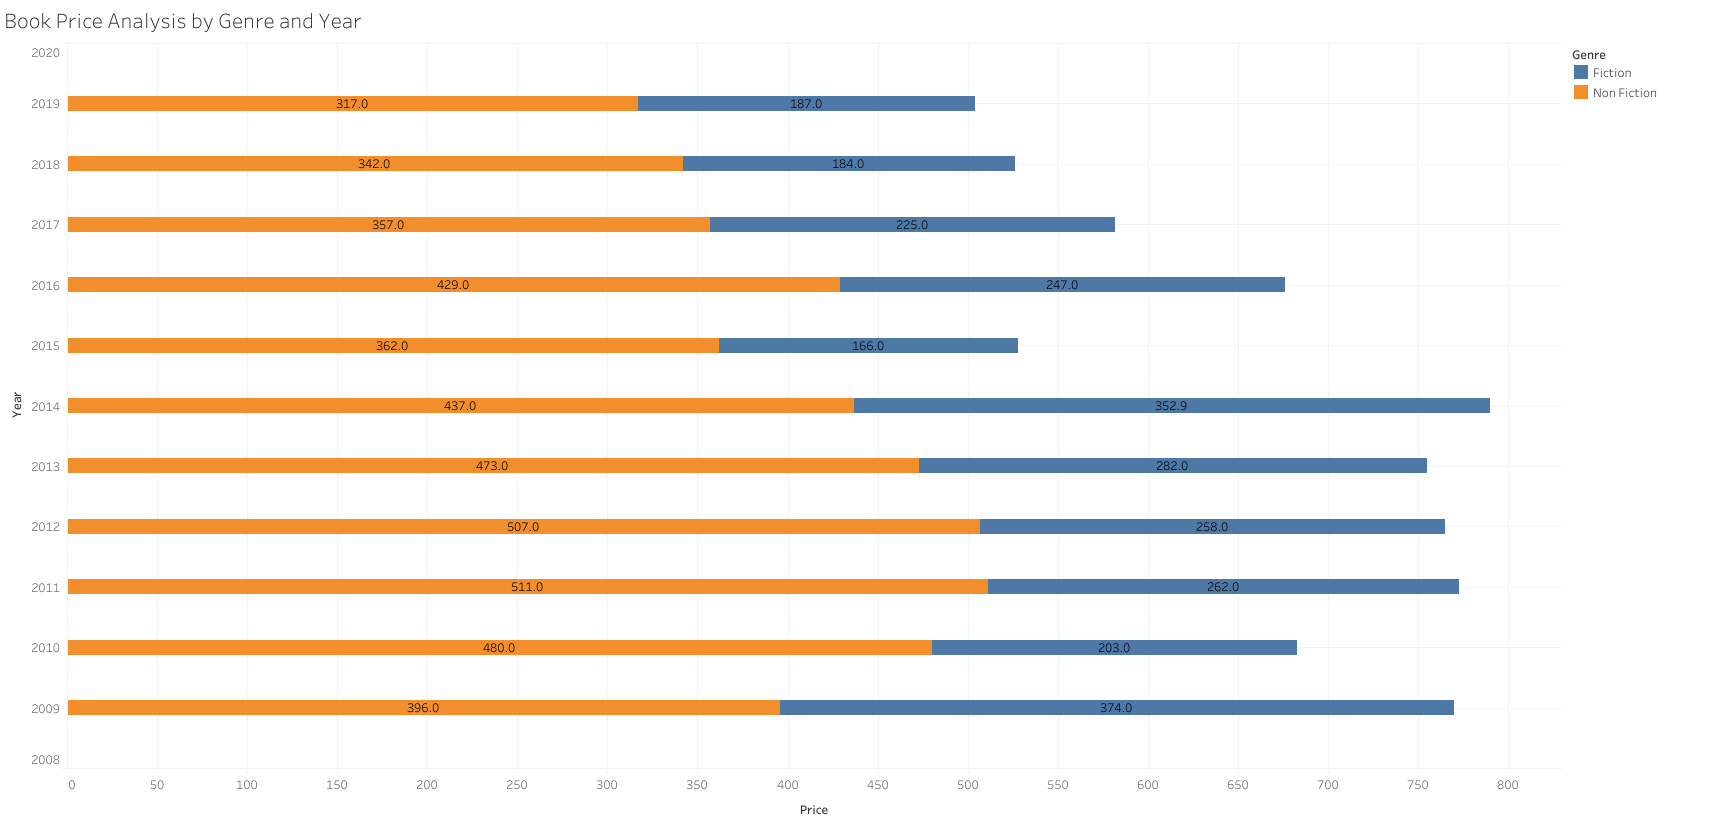 Book Price Analysis by Genre and Year
Genre
Fiction
Non Fiction
2020
2019 317.0 187.0
2018 342.0 184.0
2017 357.0 225.0
2016 429.0 247.0
2015 362.0 166.0
Year
2014 437.0 352.9
2013 473.0 282.0
2012 507.0 258.0
2011 511.0 262.0
2010 480.0 203.0
2009 396.0 374.0
2008
0 50 100 150 200 250 300 350 400 450 500 550 600 650 700 750 800
Price